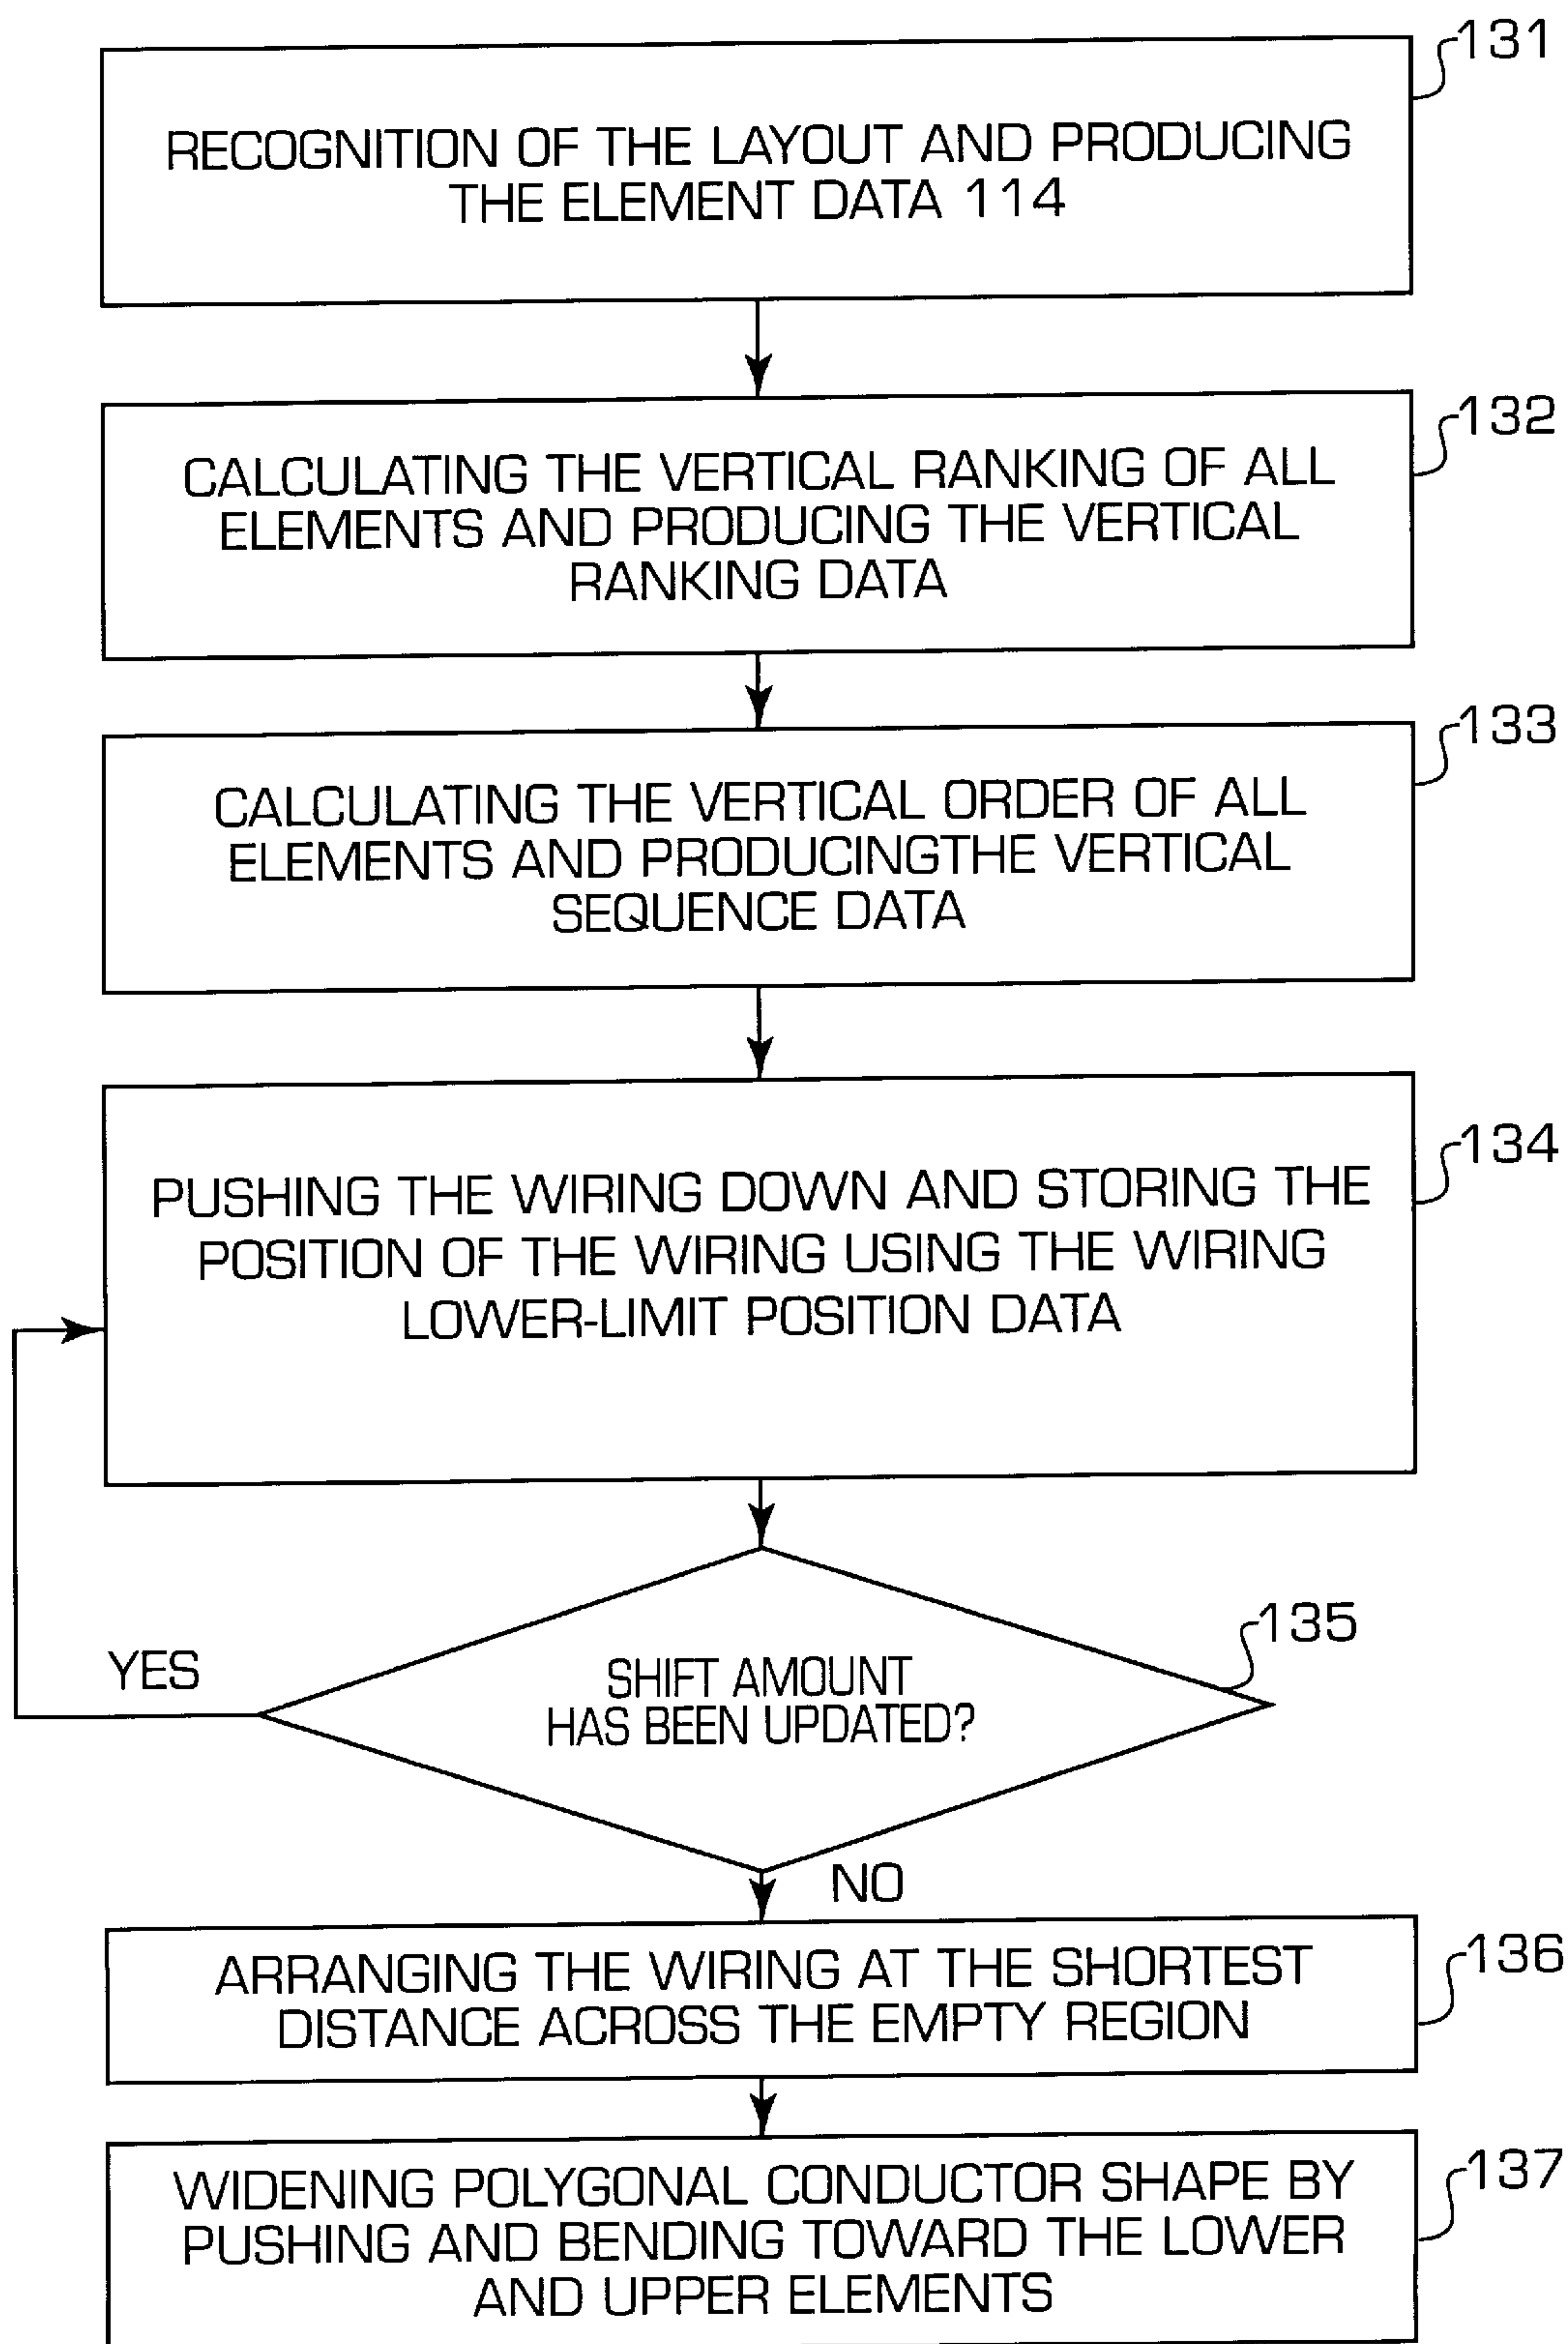 131
RECOGNITION OF THE LAYOUT AND PRODUCING
THE ELEMENT DATA 114
132
CALCULATING THE VERTICAL RANKING OF ALL
ELEMENTS AND PRODUCING THE VERTICAL
RANKING DATA
133
CALCULATING THE VERTICAL ORDER OF ALL
ELEMENTS AND PRODUCINGTHE VERTICAL
SEQUENCE DATA
134
PUSHING THE WIRING DOWN AND STORING THE
POSITION OF THE WIRING USING THE WIRING
LOWER-LIMIT POSITION DATA
135
YES
SHIFT AMOUNT
HAS BEEN UPDATED?
NO
136
ARRANGING THE WIRING AT THE SHORTEST
DISTANCE ACROSS THE EMPTY REGION
137
WIDENING POLYGONAL CONDUCTOR SHAPE BY
PUSHING AND BENDING TOWARD THE LOWER
AND UPPER ELEMENTS